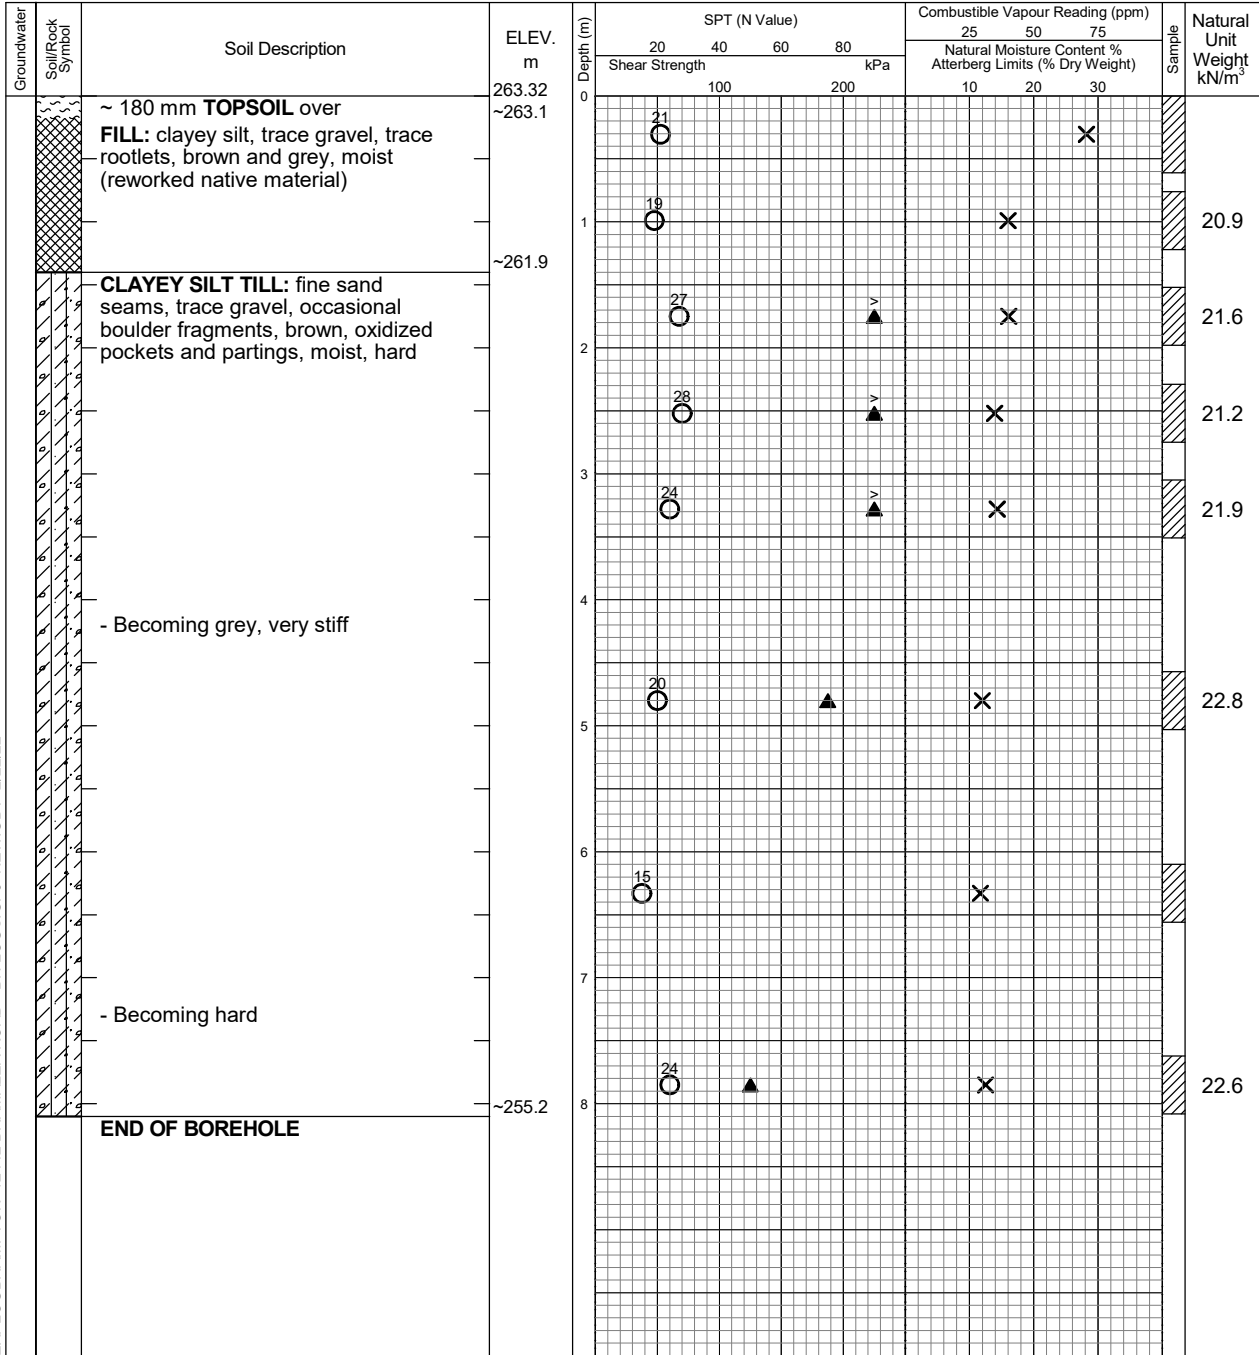 Groundwater
Soil/Rock
Symbol
Soil Description
ELEV.
m
263.32
Depth (m)
SPT (N Value)
20 40 60 80
Shear Strength kPa
100 200
Combustible Vapour Reading (ppm)
25 50 75
Natural Moisture Content %
Atterberg Limits (% Dry Weight)
10 20 30
Sample
Natural
Unit
Weight
kN/m³
0
~ 180 mm TOPSOIL over
~263.1
FILL: clayey silt, trace gravel, trace
rootlets, brown and grey, moist
(reworked native material)
21
19
1
20.9
~261.9
CLAYEY SILT TILL: fine sand
seams, trace gravel, occasional
boulder fragments, brown, oxidized
pockets and partings, moist, hard
27
>
21.6
2
28
>
21.2
3
24
>
21.9
4
- Becoming grey, very stiff
20
22.8
5
6
15
7
- Becoming hard
24
22.6
~255.2
8
END OF BOREHOLE